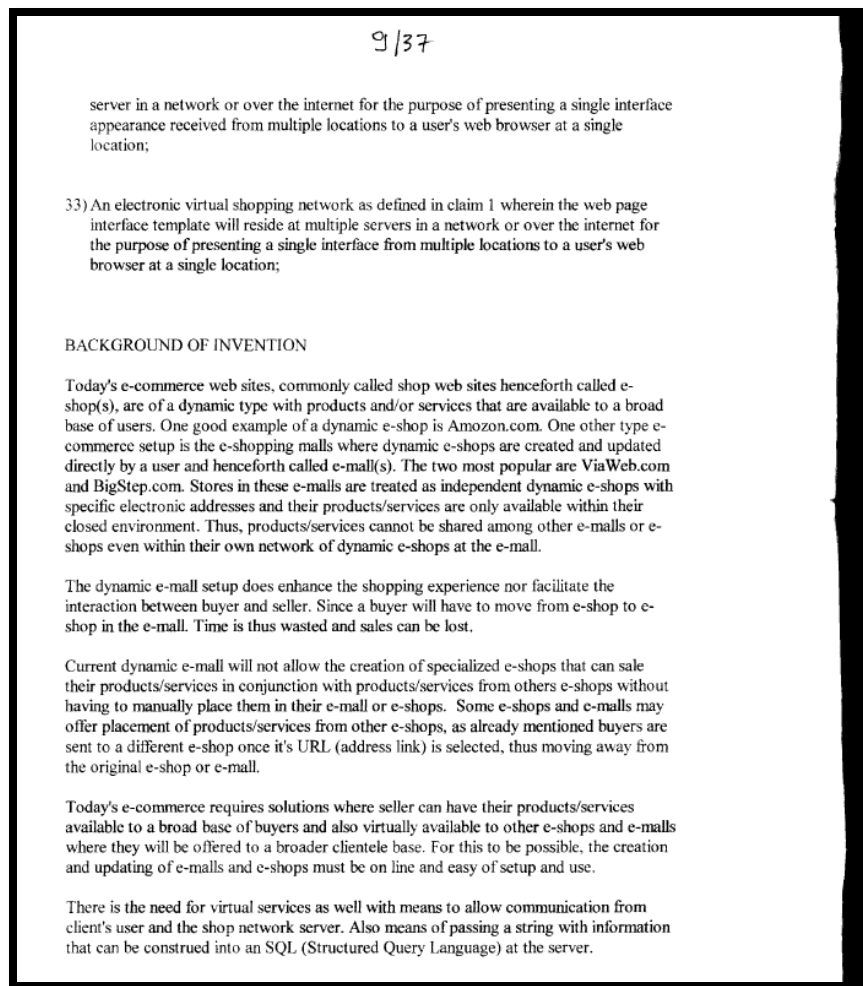 9/37
server in a network or over the internet for the purpose of presenting a single interface
appearance received from multiple locations to a user's web browser at a single
location;
33) An electronic virtual shopping network as defined in claim 1 wherein the web page
interface template will reside at multiple servers in a network or over the internet for
the purpose of presenting a single interface from multiple locations to a user's web
browser at a single location;
BACKGROUND OF INVENTION
Today's e-commerce web sites, commonly called shop web sites henceforth called e-
shop(s), are of a dynamic type with products and/or services that are available to a broad
base of users. One good example of a dynamic e-shop is Amazon.com. One other type e-
commerce setup is the e-shopping malls where dynamic e-shops are created and updated
directly by a user and henceforth called e-mall(s). The two most popular are ViaWeb.com
and BigStep.com. Stores in these e-malls are treated as independent dynamic e-shops with
specific electronic addresses and their products/services are only available within their
closed environment. Thus, products/services cannot be shared among other e-malls or e-
shops even within their own network of dynamic e-shops at the e-mall.
The dynamic e-mall setup does enhance the shopping experience nor facilitate the
interaction between buyer and seller. Since a buyer will have to move from e-shop to e-
shop in the e-mall. Time is thus wasted and sales can be lost.
Current dynamic e-mall will not allow the creation of specialized e-shops that can sale
their products/services in conjunction with products/services from others e-shops without
having to manually place them in their e-mall or e-shops.  Some e-shops and e-malls may
offer placement of products/services from other e-shops, as already mentioned buyers are
sent to a different e-shop once it's URL (address link) is selected, thus moving away from
the original e-shop or e-mall.
Today's e-commerce requires solutions where seller can have their products/services
available to a broad base of buyers and also virtually available to other e-shops and e-malls
where they will be offered to a broader clientele base. For this to be possible, the creation
and updating of e-malls and e-shops must be on line and easy of setup and use.
There is the need for virtual services as well with means to allow communication from
client's user and the shop network server. Also means of passing a string with information
that can be construed into an SQL (Structured Query Language) at the server.